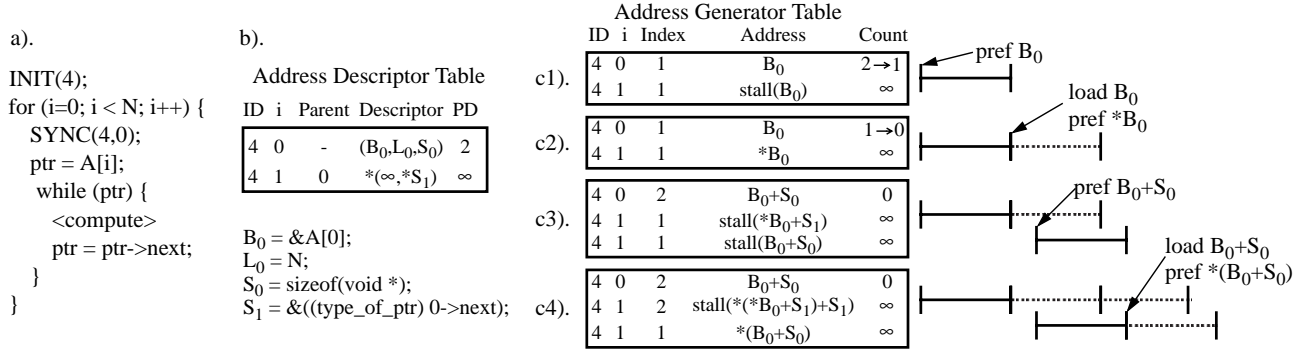 a).
INIT(4);
for (i=0; i < N; i++) {
SYNC(4,0);
ptr = A[i];
while (ptr) {
<compute>
ptr = ptr->next;
}
}
b).
Address Descriptor Table
ID i Parent Descriptor PD
4 0 - (B0,L0,S0) 2
4 1 0 *(∞,*S1) ∞
B0 = &A[0];
L0 = N;
S0 = sizeof(void *);
S1 = &((type_of_ptr) 0->next);
Address Generator Table
ID i Index Address Count
c1).
4 0 1 B0 2→1
4 1 1 stall(B0) ∞
pref B0
c2).
4 0 1 B0 1→0
4 1 1 *B0 ∞
load B0
pref *B0
c3).
4 0 2 B0+S0 0
4 1 1 stall(*B0+S1) ∞
4 1 1 stall(B0+S0) ∞
pref B0+S0
c4).
4 0 2 B0+S0 0
4 1 2 stall(*(*B0+S1)+S1) ∞
4 1 1 *(B0+S0) ∞
load B0+S0
pref *(B0+S0)